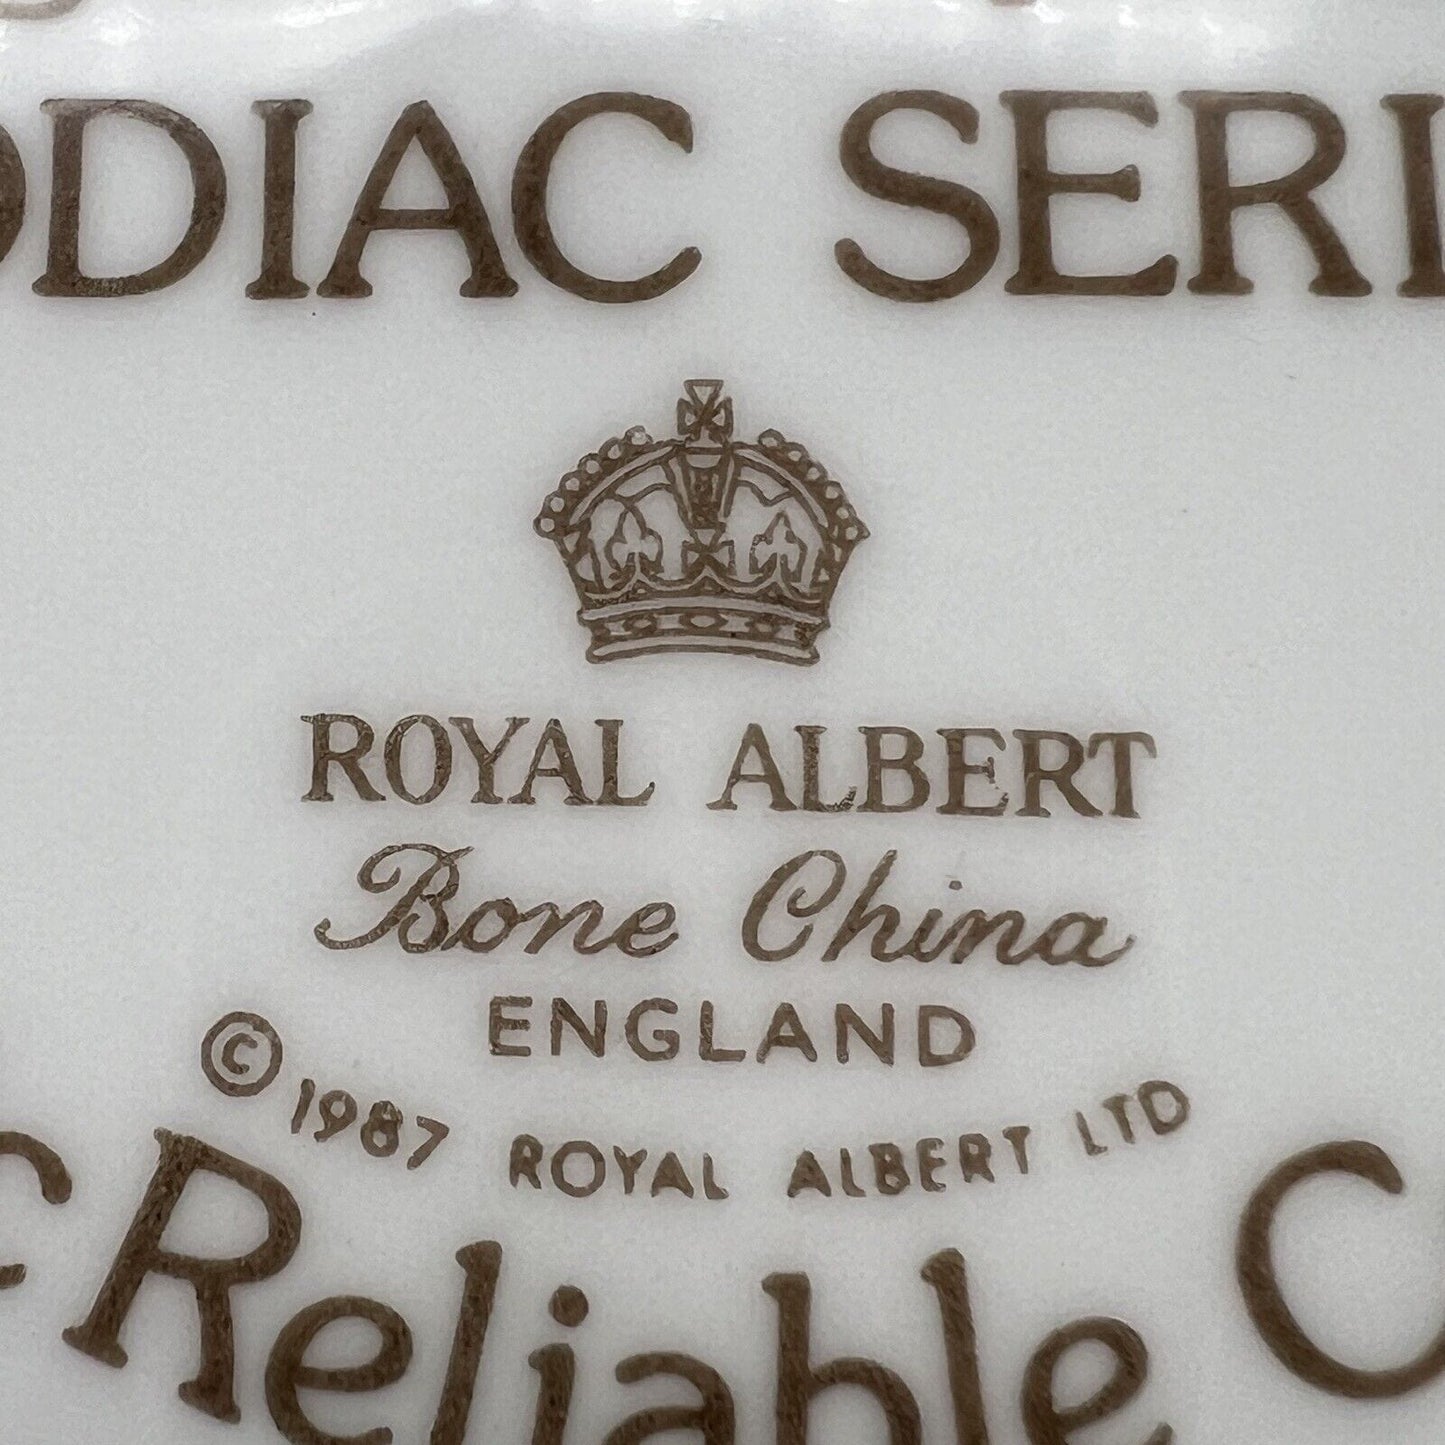 ODIAC SERI
ROYAL ALBERT
Bone China
ENGLAND
© 1987 ROYAL ALBERT LTD
Reliable C